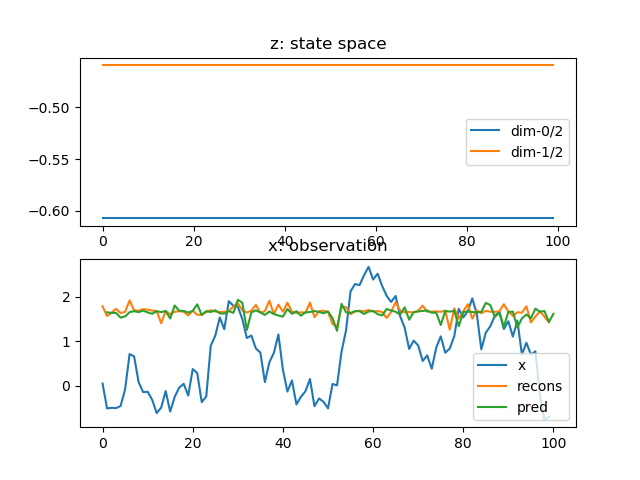 z: state space
−0.50
−0.55
−0.60
dim-0/2
dim-1/2
0 20 40 60 80 100
x: observation
2
1
0
x
recons
pred
0 20 40 60 80 100